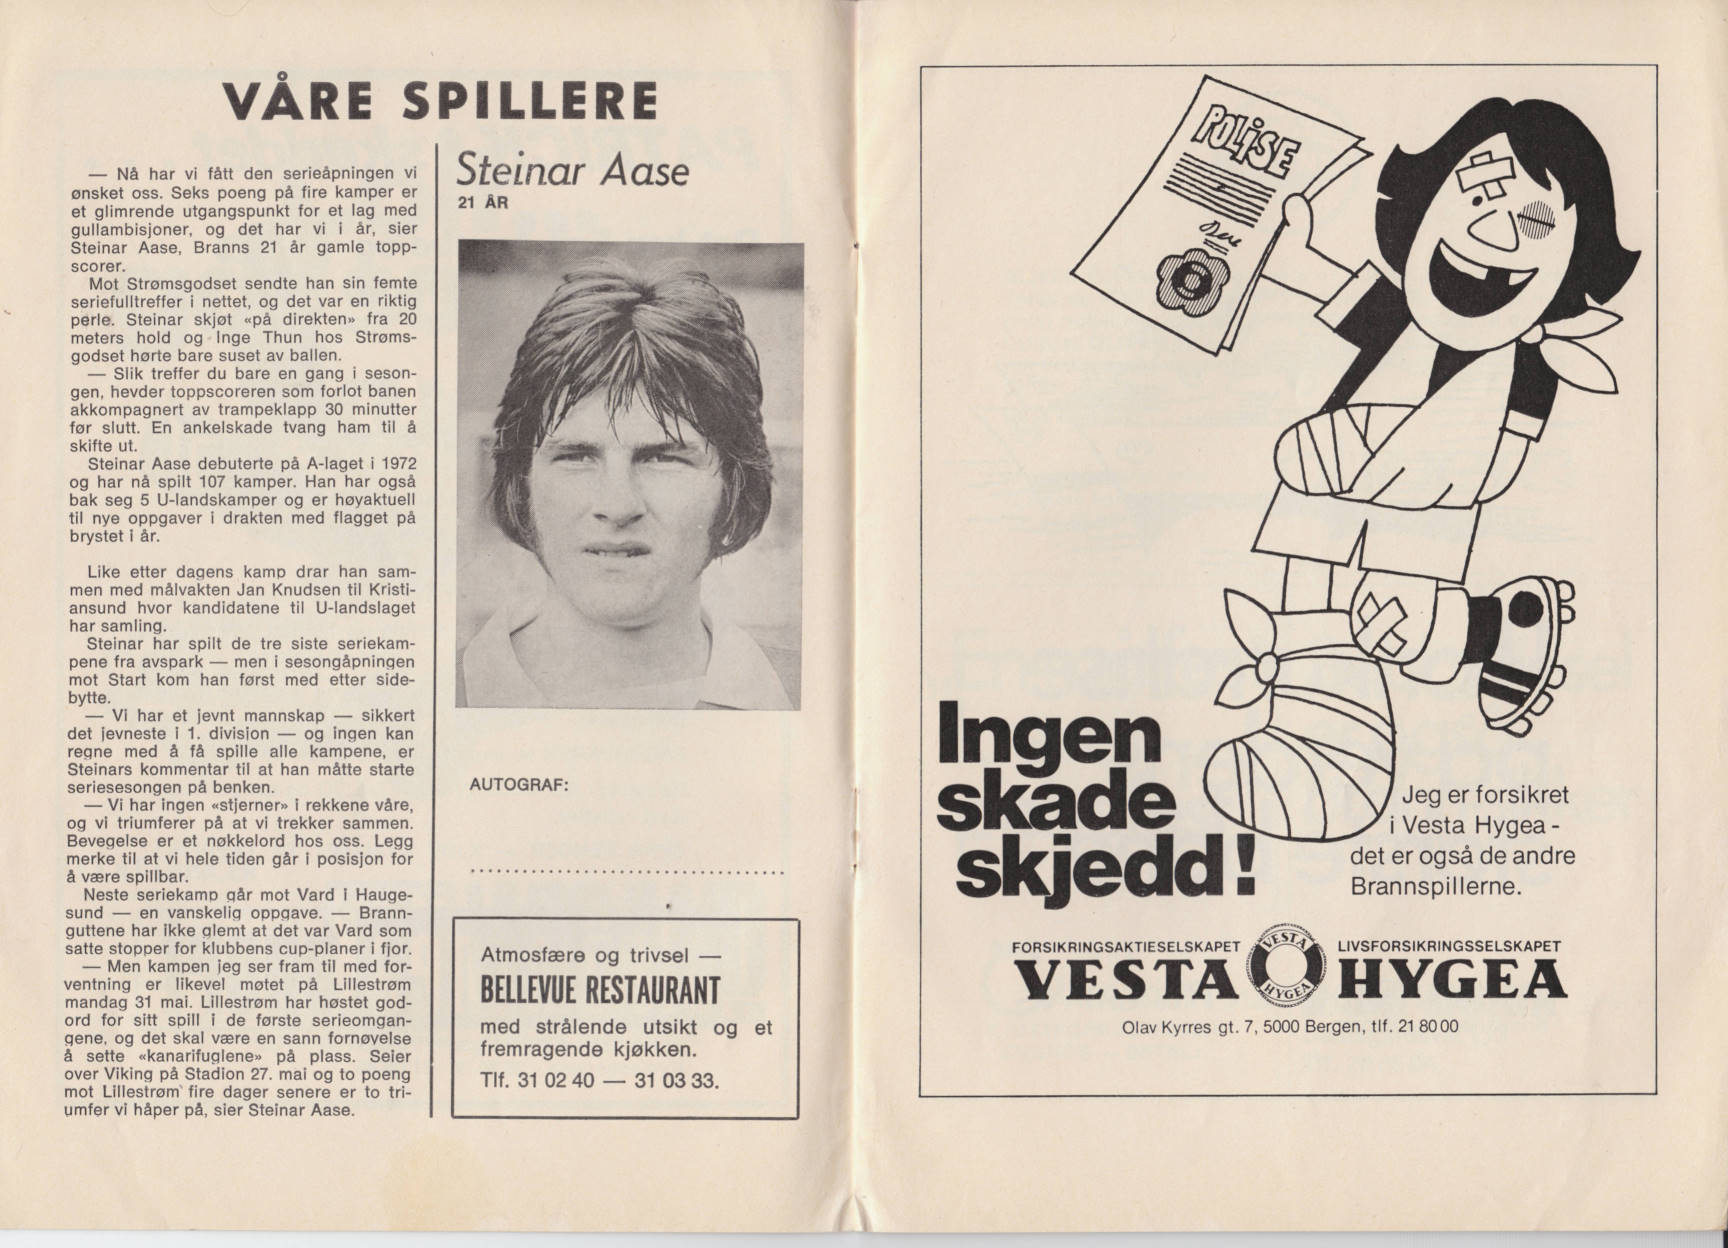 VÅRE SPILLERE
— Nå har vi fått den serieåpningen vi
ønsket oss. Seks poeng på fire kamper er
et glimrende utgangspunkt for et lag med
gullambisjoner, og det har vi i år, sier
Steinar Aase, Branns 21 år gamle topp-
scorer.
Mot Strømsgodset sendte han sin femte
seriefulltreffer i nettet, og det var en riktig
perle. Steinar skjøt «på direkten» fra 20
meters hold og Inge Thun hos Strøms-
godset hørte bare suset av ballen.
— Slik treffer du bare en gang i seson-
gen, hevder toppscoreren som forlot banen
akkompagnert av trampeklapp 30 minutter
før slutt. En ankelskade tvang ham til å
skifte ut.
Steinar Aase debuterte på A-laget i 1972
og har nå spilt 107 kamper. Han har også
bak seg 5 U-landskamper og er høyaktuell
til nye oppgaver i drakten med flagget på
brystet i år.
Like etter dagens kamp drar han sam-
men med målvakten Jan Knudsen til Kristi-
ansund hvor kandidatene til U-landslaget
har samling.
Steinar har spilt de tre siste seriekam-
pene fra avspark — men i sesongåpningen
mot Start kom han først med etter side-
bytte.
— Vi har et jevnt mannskap — sikkert
det jevneste i 1. division — og ingen kan
regne med å få spille alle kampene, er
Steinars kommentar til at han måtte starte
seriesesongen på benken.
— Vi har ingen «stjerner» i rekkene våre,
og vi triumferer på at vi trekker sammen.
Bevegelse er et nøkkelord hos oss. Legg
merke til at vi hele tiden går i posisjon for
å være spillbar.
Neste seriekamp går mot Vard i Hauge-
sund — en vanskelig oppgave. — Brann-
guttene har ikke glemt at det var Vard som
satte stopper for klubbens cup-planer i fjor.
— Men kampen jeg ser fram til med for-
ventning er likevel møtet på Lillestrøm
mandag 31 mai. Lillestrøm har høstet god-
ord for sitt spill i de første serieomgan-
gene, og det skal være en sann fornøvelse
å sette «kanarifuglene» på plass. Seier
over Viking på Stadion 27. mai og to poeng
mot Lillestrøm fire dager senere er to tri-
umfer vi håper på, sier Steinar Aase.
Steinar Aase
21 ÅR
AUTOGRAF:
Atmosfære og trivsel —
BELLEVUE RESTAURANT
med strålende utsikt og et
fremragende kjøkken.
Tlf. 31 02 40 — 31 03 33.
POLISE
Ingen
skade
skjedd!
Jeg er forsikret
i Vesta Hygea -
det er også de andre
Brannspillerne.
FORSIKRINGSAKTIESELSKAPET
VESTA
VESTA
HYGEA
LIVSFORSIKRINGSSELSKAPET
HYGEA
Olav Kyrres gt. 7, 5000 Bergen, tlf. 21 80 00